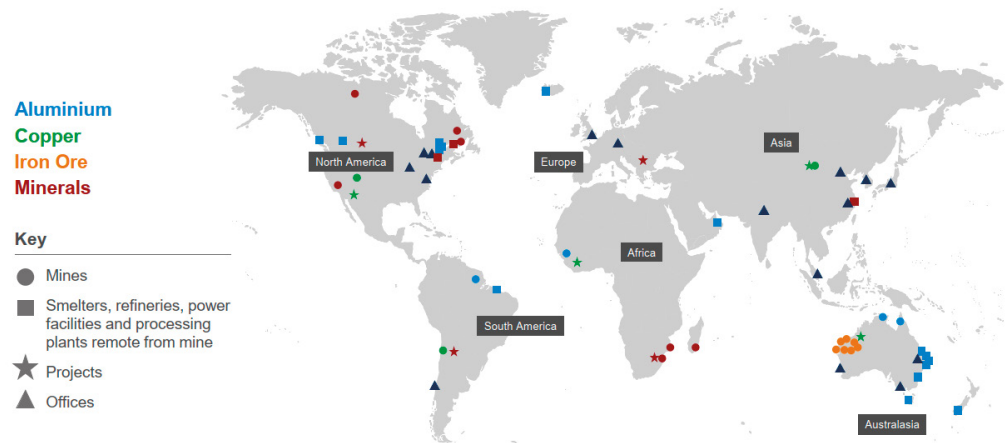 Aluminium
Copper
Iron Ore
Minerals
Key
Mines
Smelters, refineries, power
facilities and processing
plants remote from mine
Projects
Offices
North America
Europe
Asia
Africa
South America
Australasia